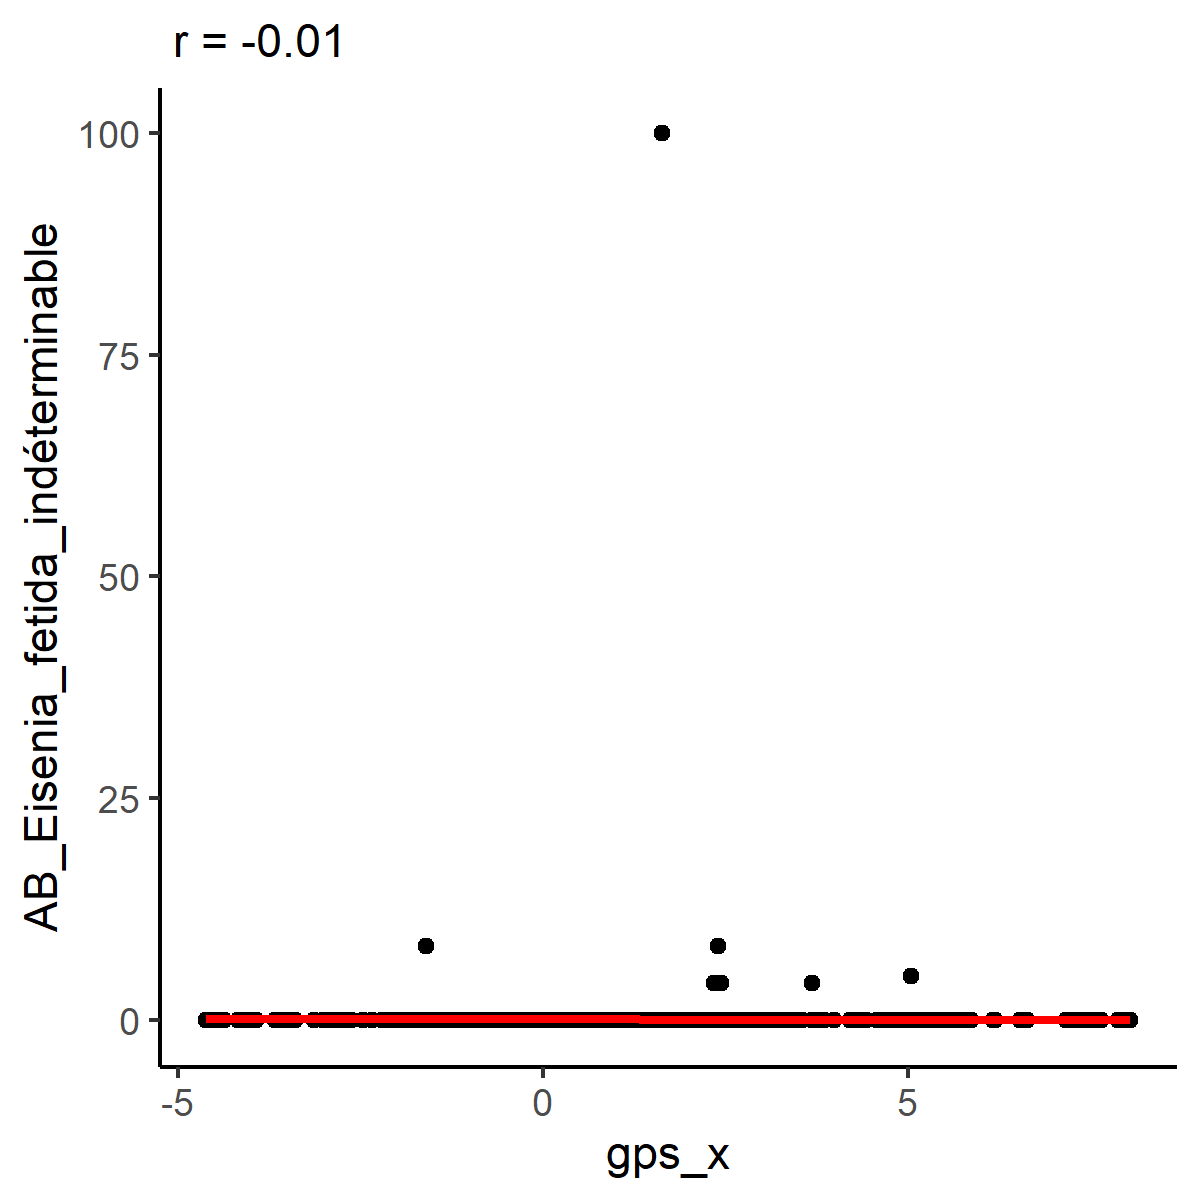 r = -0.01
AB_Eisenia_fetida_indéterminable
100
75
50
25
0
-5
0
5
gps_x